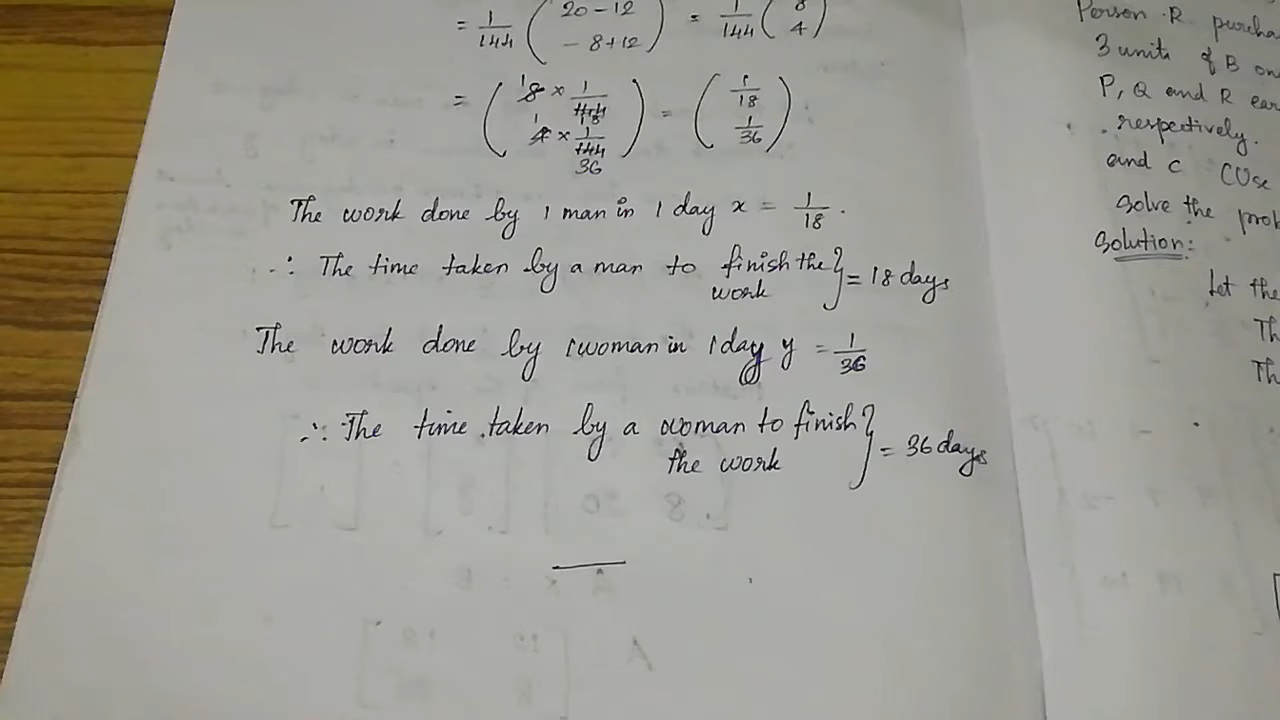 = 1/144 ( 20 - 12
- 8 + 12 ) = 1/144 ( 8
4 )
= ( 1 8 × 1/144 18
1 4 × 1/144 36 ) = ( 1/18
1/36 )
The work done by 1 man in 1 day x = 1/18 .
∴ The time taken by a man to finish the
work } = 18 days
The work done by 1 woman in 1 day y = 1/36
∴ The time taken by a woman to finish
the work } = 36 days
Person R purcha
3 units of B
P, Q and R ear
respectively.
and C (Use
solve the prob
Solution:
Let the
Th
Th